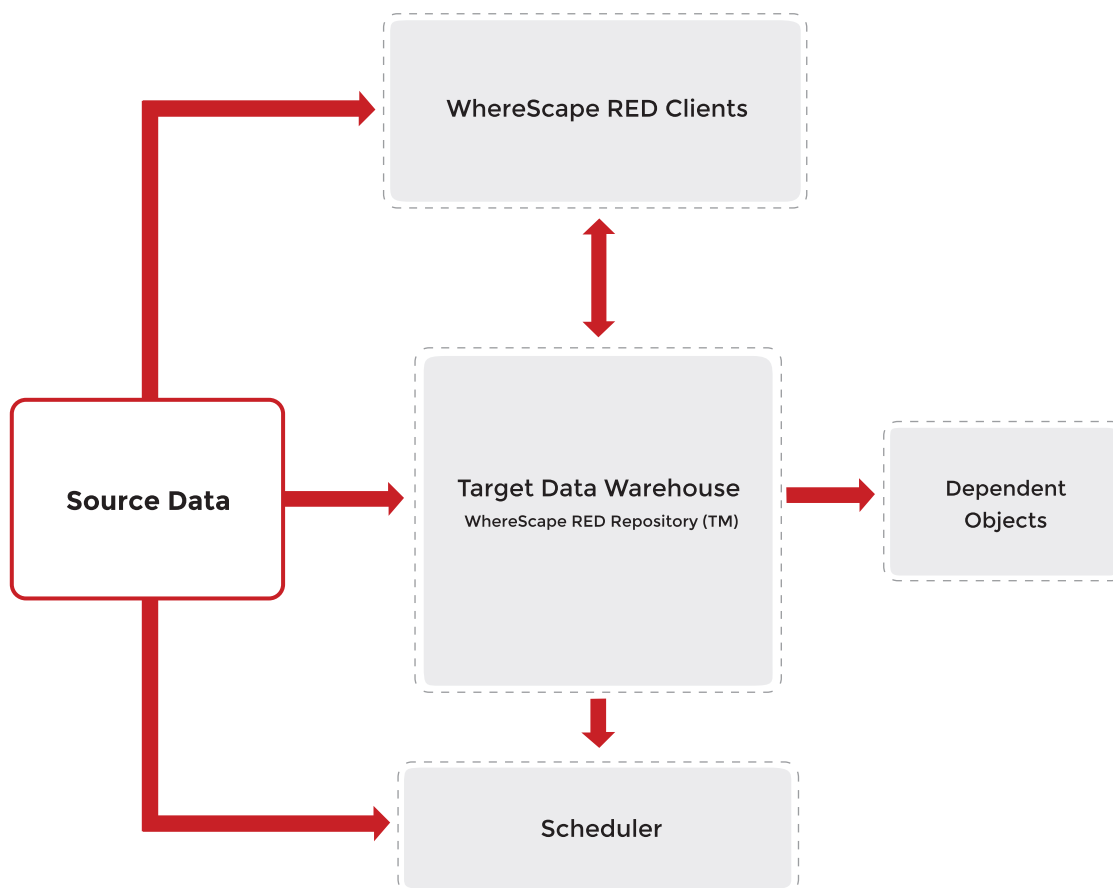 WhereScape RED Clients
Source Data
Target Data Warehouse
WhereScape RED Repository (TM)
Dependent
Objects
Scheduler